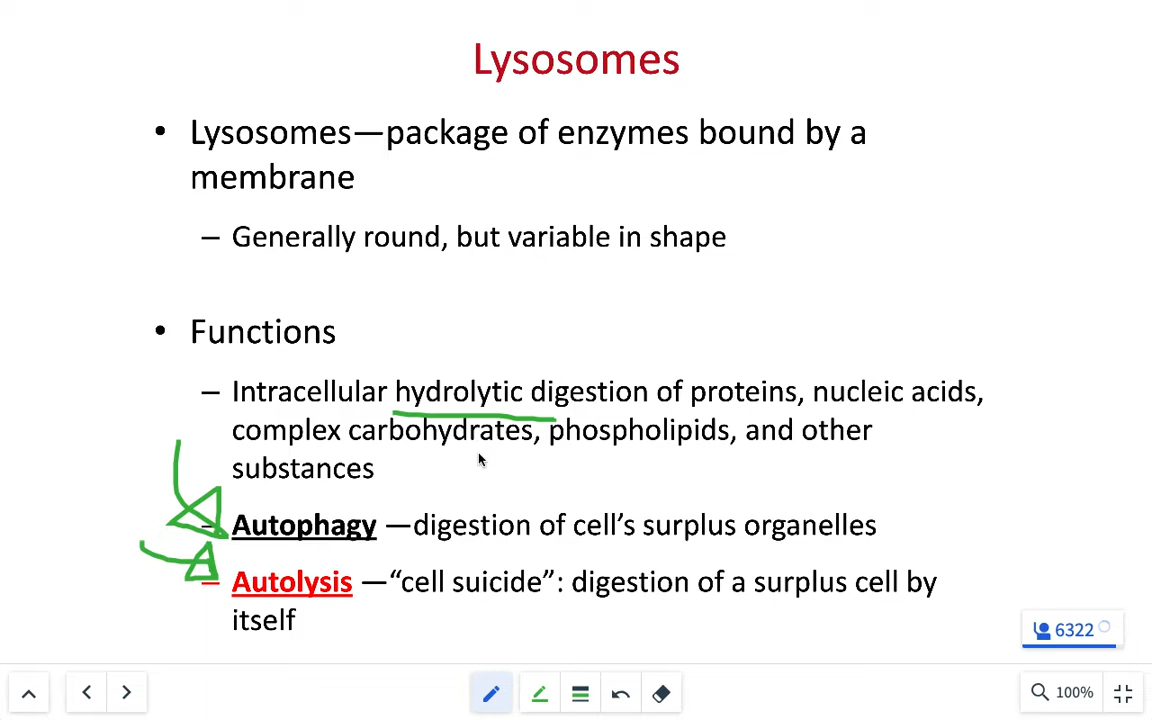 Lysosomes
• Lysosomes—package of enzymes bound by a
membrane
– Generally round, but variable in shape
• Functions
– Intracellular hydrolytic digestion of proteins, nucleic acids,
complex carbohydrates, phospholipids, and other
substances
– Autophagy —digestion of cell’s surplus organelles
– Autolysis —“cell suicide”: digestion of a surplus cell by
itself
6322
100%